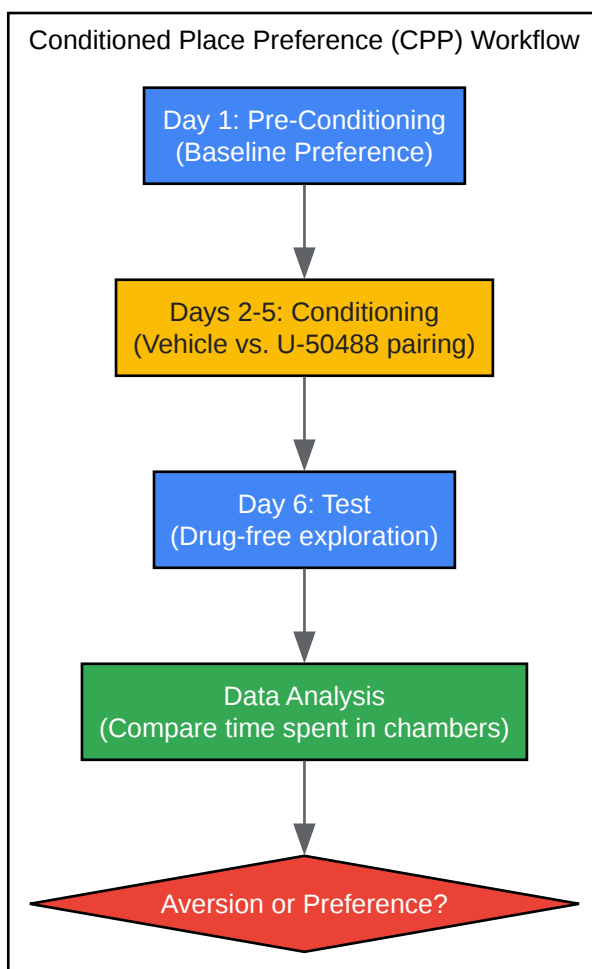 Conditioned Place Preference (CPP) Workflow
Day 1: Pre-Conditioning
(Baseline Preference)
Days 2-5: Conditioning
(Vehicle vs. U-50488 pairing)
Day 6: Test
(Drug-free exploration)
Data Analysis
(Compare time spent in chambers)
Aversion or Preference?